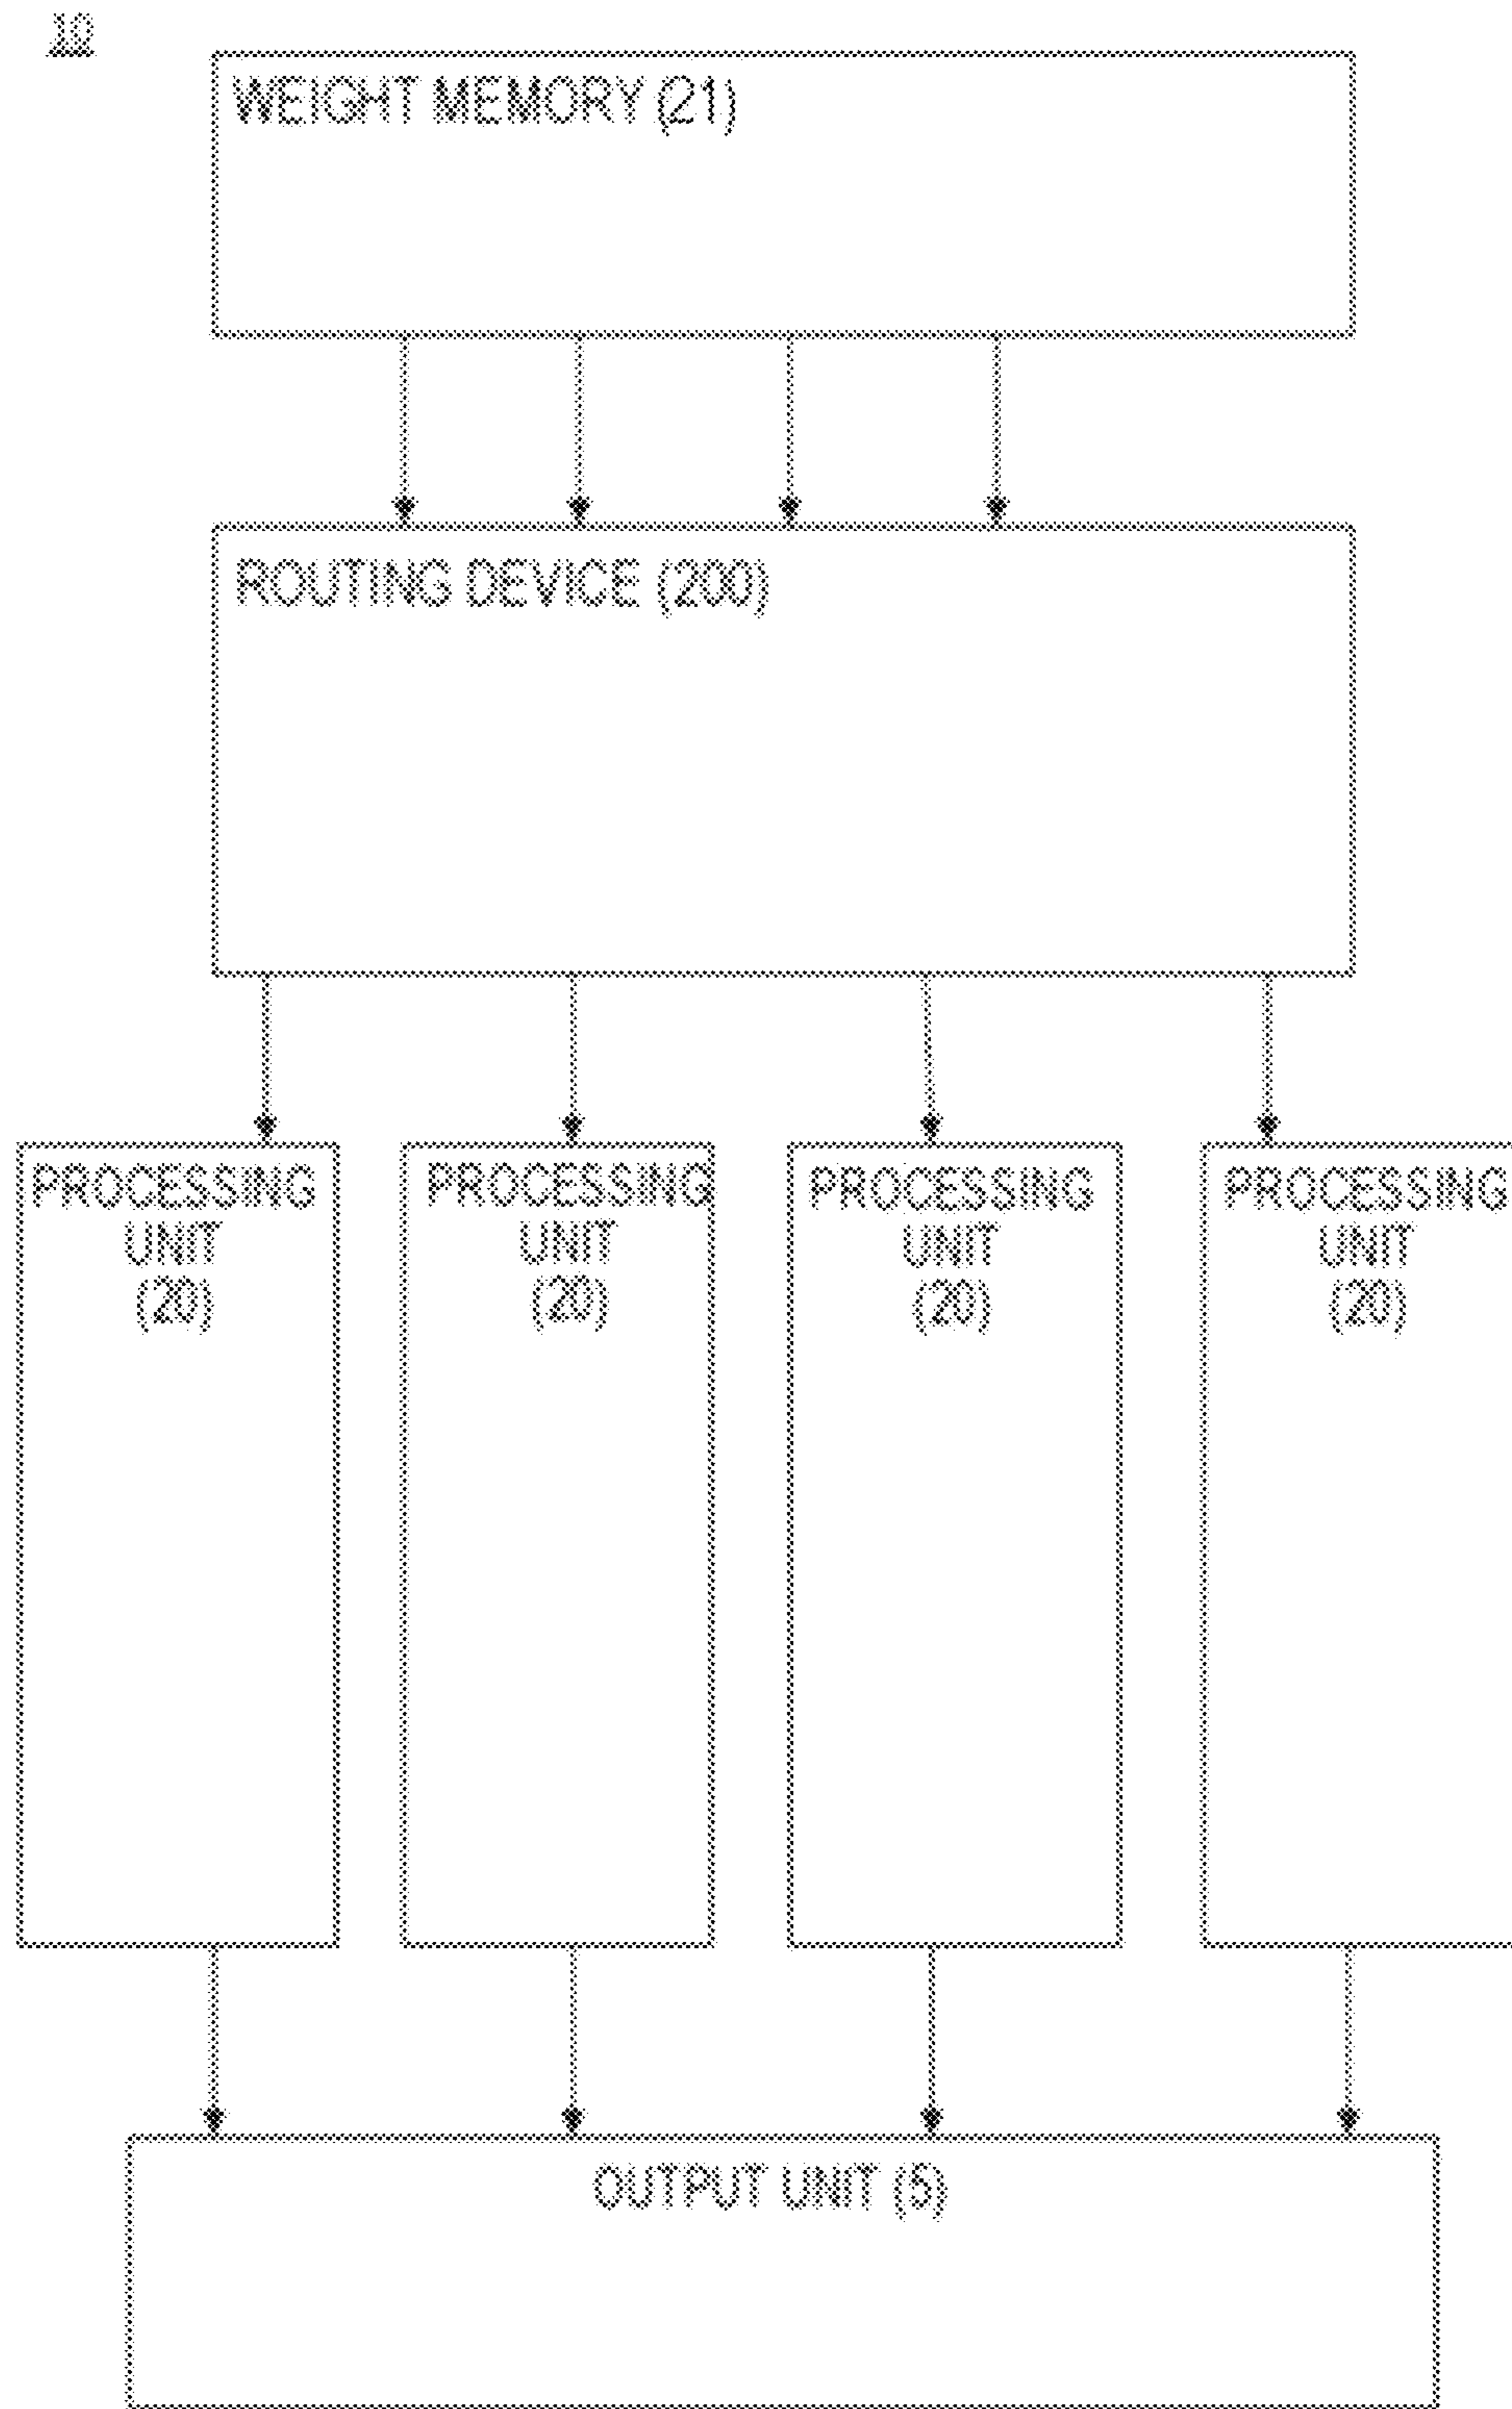 10
WEIGHT MEMORY (21)
ROUTING DEVICE (200)
PROCESSING
UNIT
(20)
PROCESSING
UNIT
(20)
PROCESSING
UNIT
(20)
PROCESSING
UNIT
(20)
OUTPUT UNIT (5)